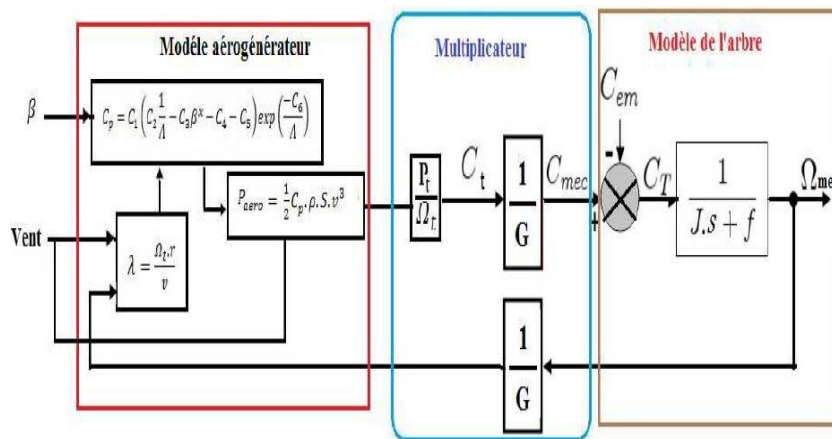 Modéle aérogénérateur
β
C_p = C_1 (C_2 1/Λ − C_3 β^x − C_4 − C_5) exp (−C_6/Λ)
P_aero = 1/2 C_p . ρ. S. v^3
Vent
λ = Ω_t . r / v
Multiplicateur
P_t / Ω_t
C_t
1 / G
C_mec
1 / G
Modèle de l'arbre
C_em
-
+
C_T
1 / J.s + f
Ω_me